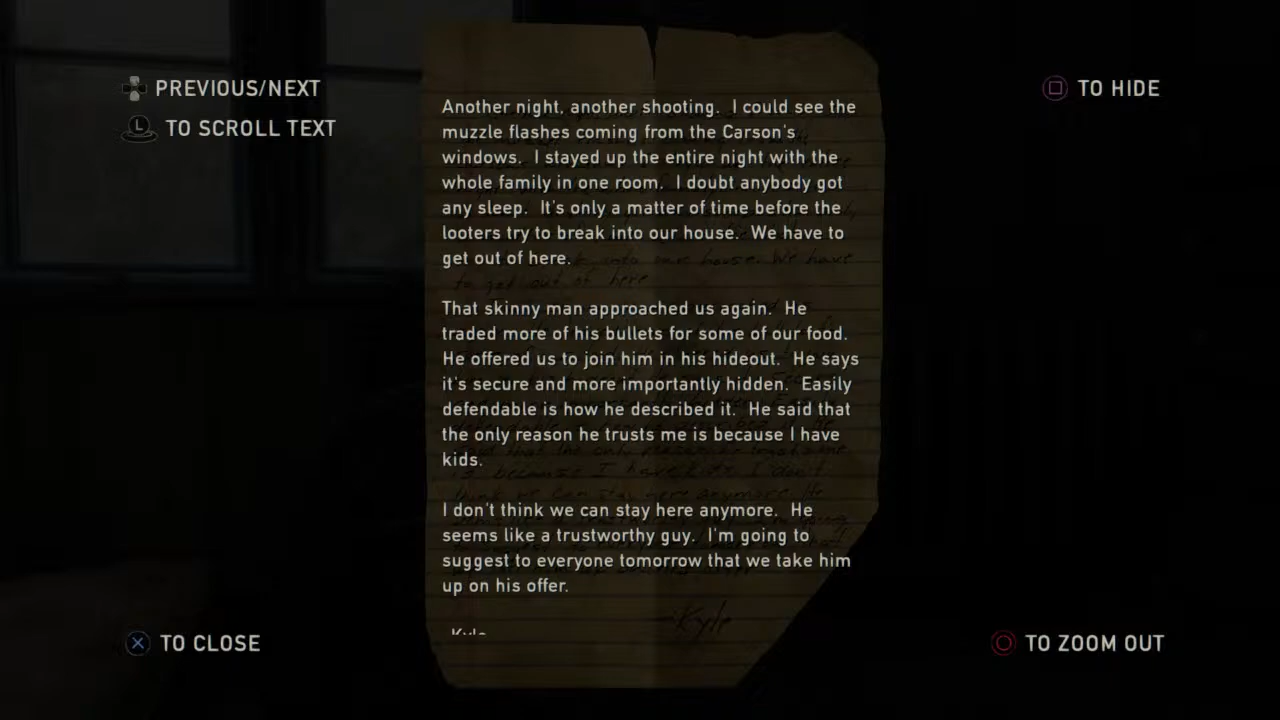 PREVIOUS/NEXT
TO SCROLL TEXT
TO HIDE
Another night, another shooting. I could see the
muzzle flashes coming from the Carson's
windows. I stayed up the entire night with the
whole family in one room. I doubt anybody got
any sleep. It's only a matter of time before the
looters try to break into our house. We have to
get out of here.
That skinny man approached us again. He
traded more of his bullets for some of our food.
He offered us to join him in his hideout. He says
it's secure and more importantly hidden. Easily
defendable is how he described it. He said that
the only reason he trusts me is because I have
kids.
I don't think we can stay here anymore. He
seems like a trustworthy guy. I'm going to
suggest to everyone tomorrow that we take him
up on his offer.
-Kyle
TO CLOSE
TO ZOOM OUT